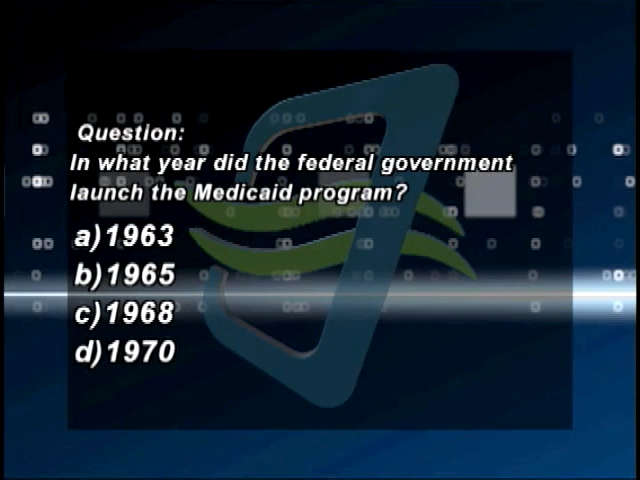 Question:
In what year did the federal government
launch the Medicaid program?
a)1963
b)1965
c)1968
d)1970